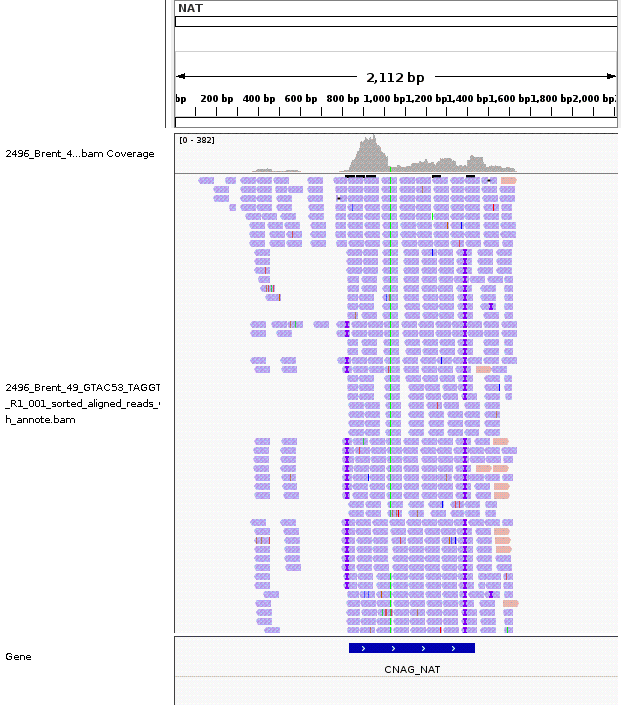 NAT
2,112 bp
bp 200 bp 400 bp 600 bp 800 bp 1,000 bp 1,200 bp 1,400 bp 1,600 bp 1,800 bp 2,000 bp
[0 - 382]
2496_Brent_4...bam Coverage
2496_Brent_49_GTAC53_TAGGT
_R1_001_sorted_aligned_reads_
h_annote.bam
Gene
CNAG_NAT